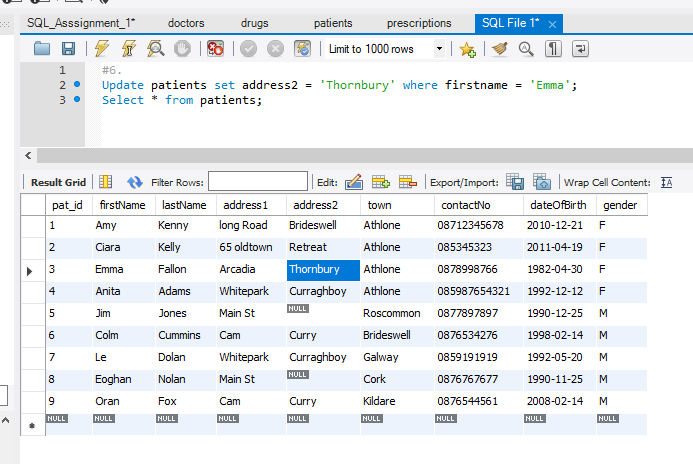 SQL_Asssignment_1* doctors drugs patients prescriptions SQL File 1* ×
Limit to 1000 rows
1 #6.
2 Update patients set address2 = 'Thornbury' where firstname = 'Emma';
3 Select * from patients;
Result Grid Filter Rows: Edit: Export/Import: Wrap Cell Content: IA
pat_id firstName lastName address1 address2 town contactNo dateOfBirth gender
1 Amy Kenny long Road Brideswell Athlone 08712345678 2010-12-21 F
2 Ciara Kelly 65 oldtown Retreat Athlone 085345323 2011-04-19 F
3 Emma Fallon Arcadia Thornbury Athlone 0878998766 1982-04-30 F
4 Anita Adams Whitepark Curraghboy Athlone 085987654321 1992-12-12 F
5 Jim Jones Main St NULL Roscommon 0877897897 1990-12-25 M
6 Colm Cummins Cam Curry Brideswell 0876534276 1998-02-14 M
7 Le Dolan Whitepark Curraghboy Galway 0859191919 1992-05-20 M
8 Eoghan Nolan Main St NULL Cork 0876767677 1990-11-25 M
9 Oran Fox Cam Curry Kildare 0876544561 2008-02-14 M
NULL NULL NULL NULL NULL NULL NULL NULL NULL